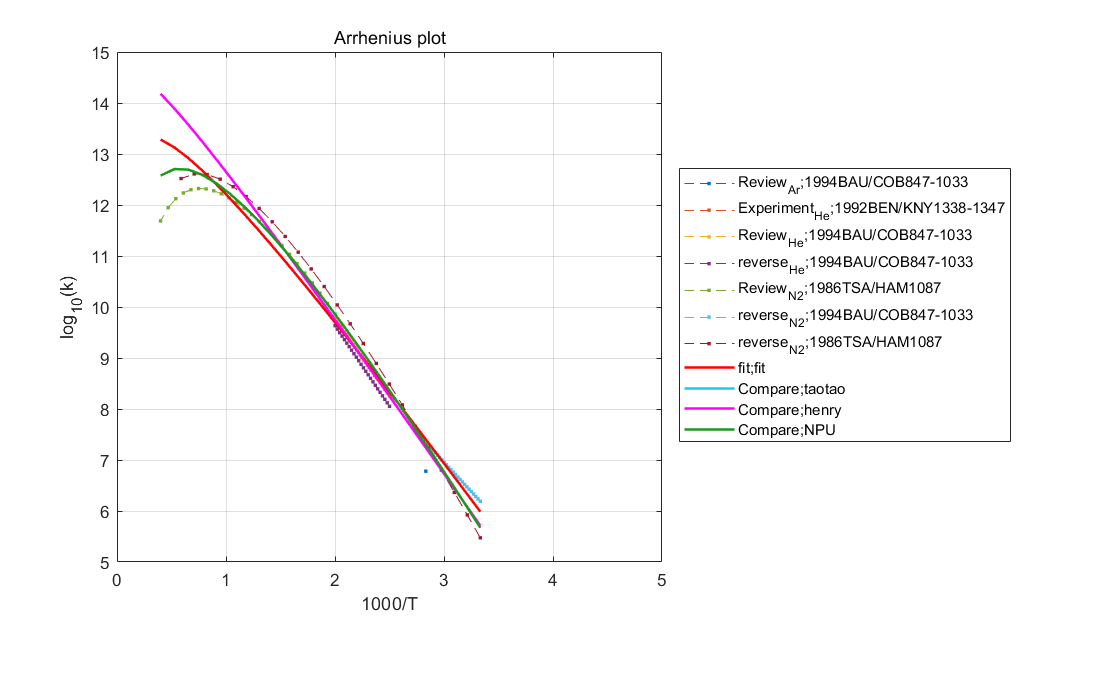 Arrhenius plot
15
14
13
12
11
10
9
8
7
6
5
log10(k)
0 1 2 3 4 5
1000/T
ReviewAr;1994BAU/COB847-1033
ExperimentHe;1992BEN/KNY1338-1347
ReviewHe;1994BAU/COB847-1033
reverseHe;1994BAU/COB847-1033
ReviewN2;1986TSA/HAM1087
reverseN2;1994BAU/COB847-1033
reverseN2;1986TSA/HAM1087
fit;fit
Compare;taotao
Compare;henry
Compare;NPU